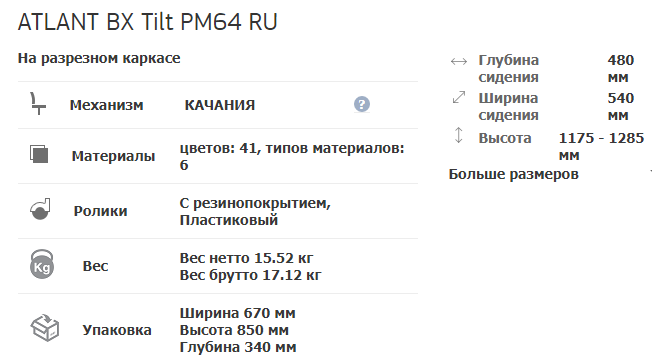 ATLANT BX Tilt PM64 RU
На разрезном каркасе
Механизм КАЧАНИЯ ?
Материалы цветов: 41, типов материалов:
6
Ролики С резинопокрытием,
Пластиковый
Kg Вес Вес нетто 15.52 кг
Вес брутто 17.12 кг
Упаковка Ширина 670 мм
Высота 850 мм
Глубина 340 мм
Глубина 480
сидения мм
Ширина 540
сидения мм
Высота 1175 - 1285
мм
Больше размеров